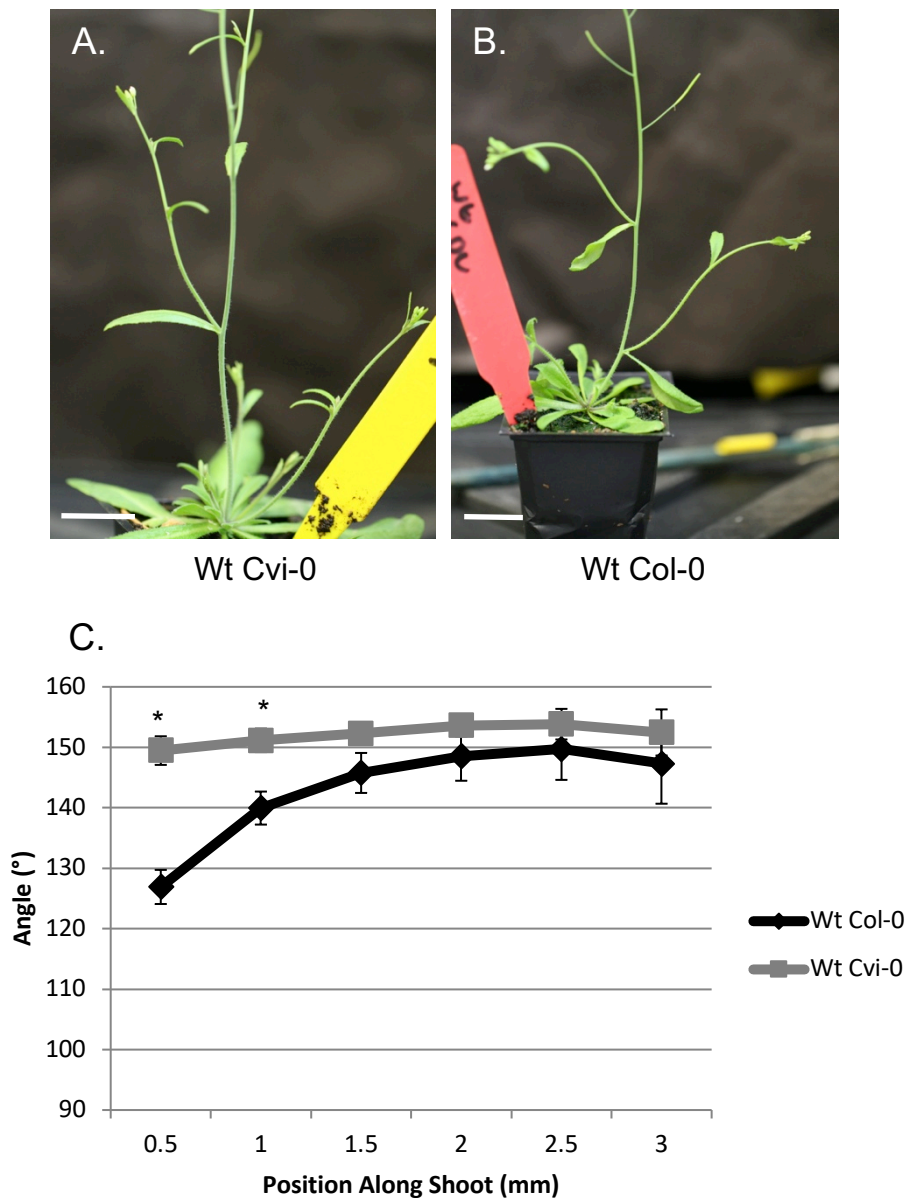 A.
B.
Wt Cvi-0
Wt Col-0
C.
160
150
140
130
120
110
100
90
* *
Angle (°)
0.5 1 1.5 2 2.5 3
Position Along Shoot (mm)
Wt Col-0
Wt Cvi-0